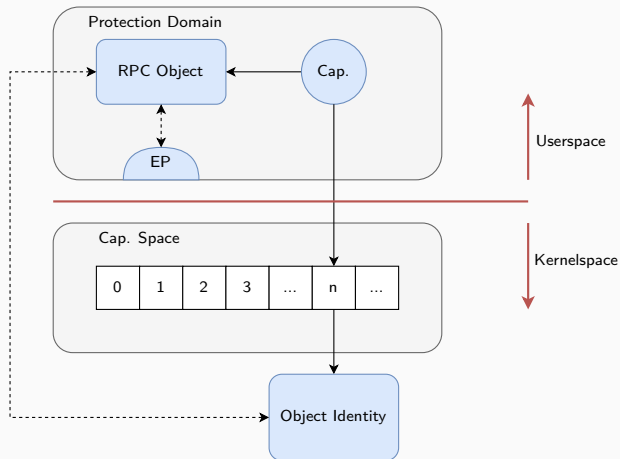 Protection Domain
RPC Object
Cap.
EP
Userspace
Cap. Space
Kernelspace
0 1 2 3 ... n ...
Object Identity